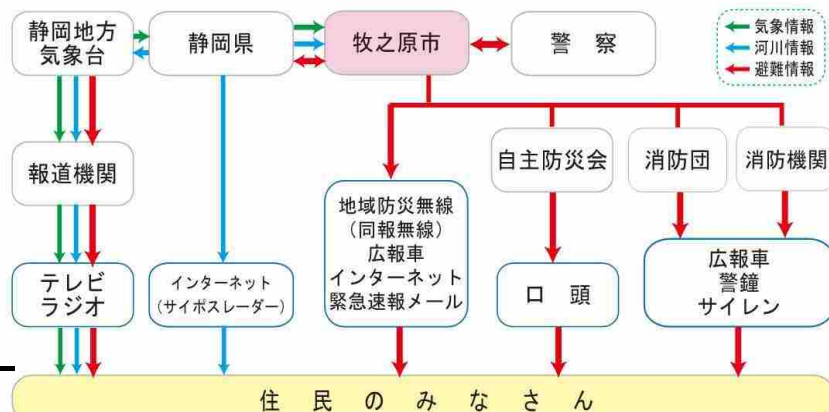 静岡地方
気象台
静岡県
牧之原市
警察
気象情報
河川情報
避難情報
報道機関
自主防災会
消防団
消防機関
地域防災無線
(同報無線)
広報車
インターネット
緊急速報メール
テレビ
ラジオ
インターネット
(サイポスレーダー)
口頭
広報車
警鐘
サイレン
住民のみなさん